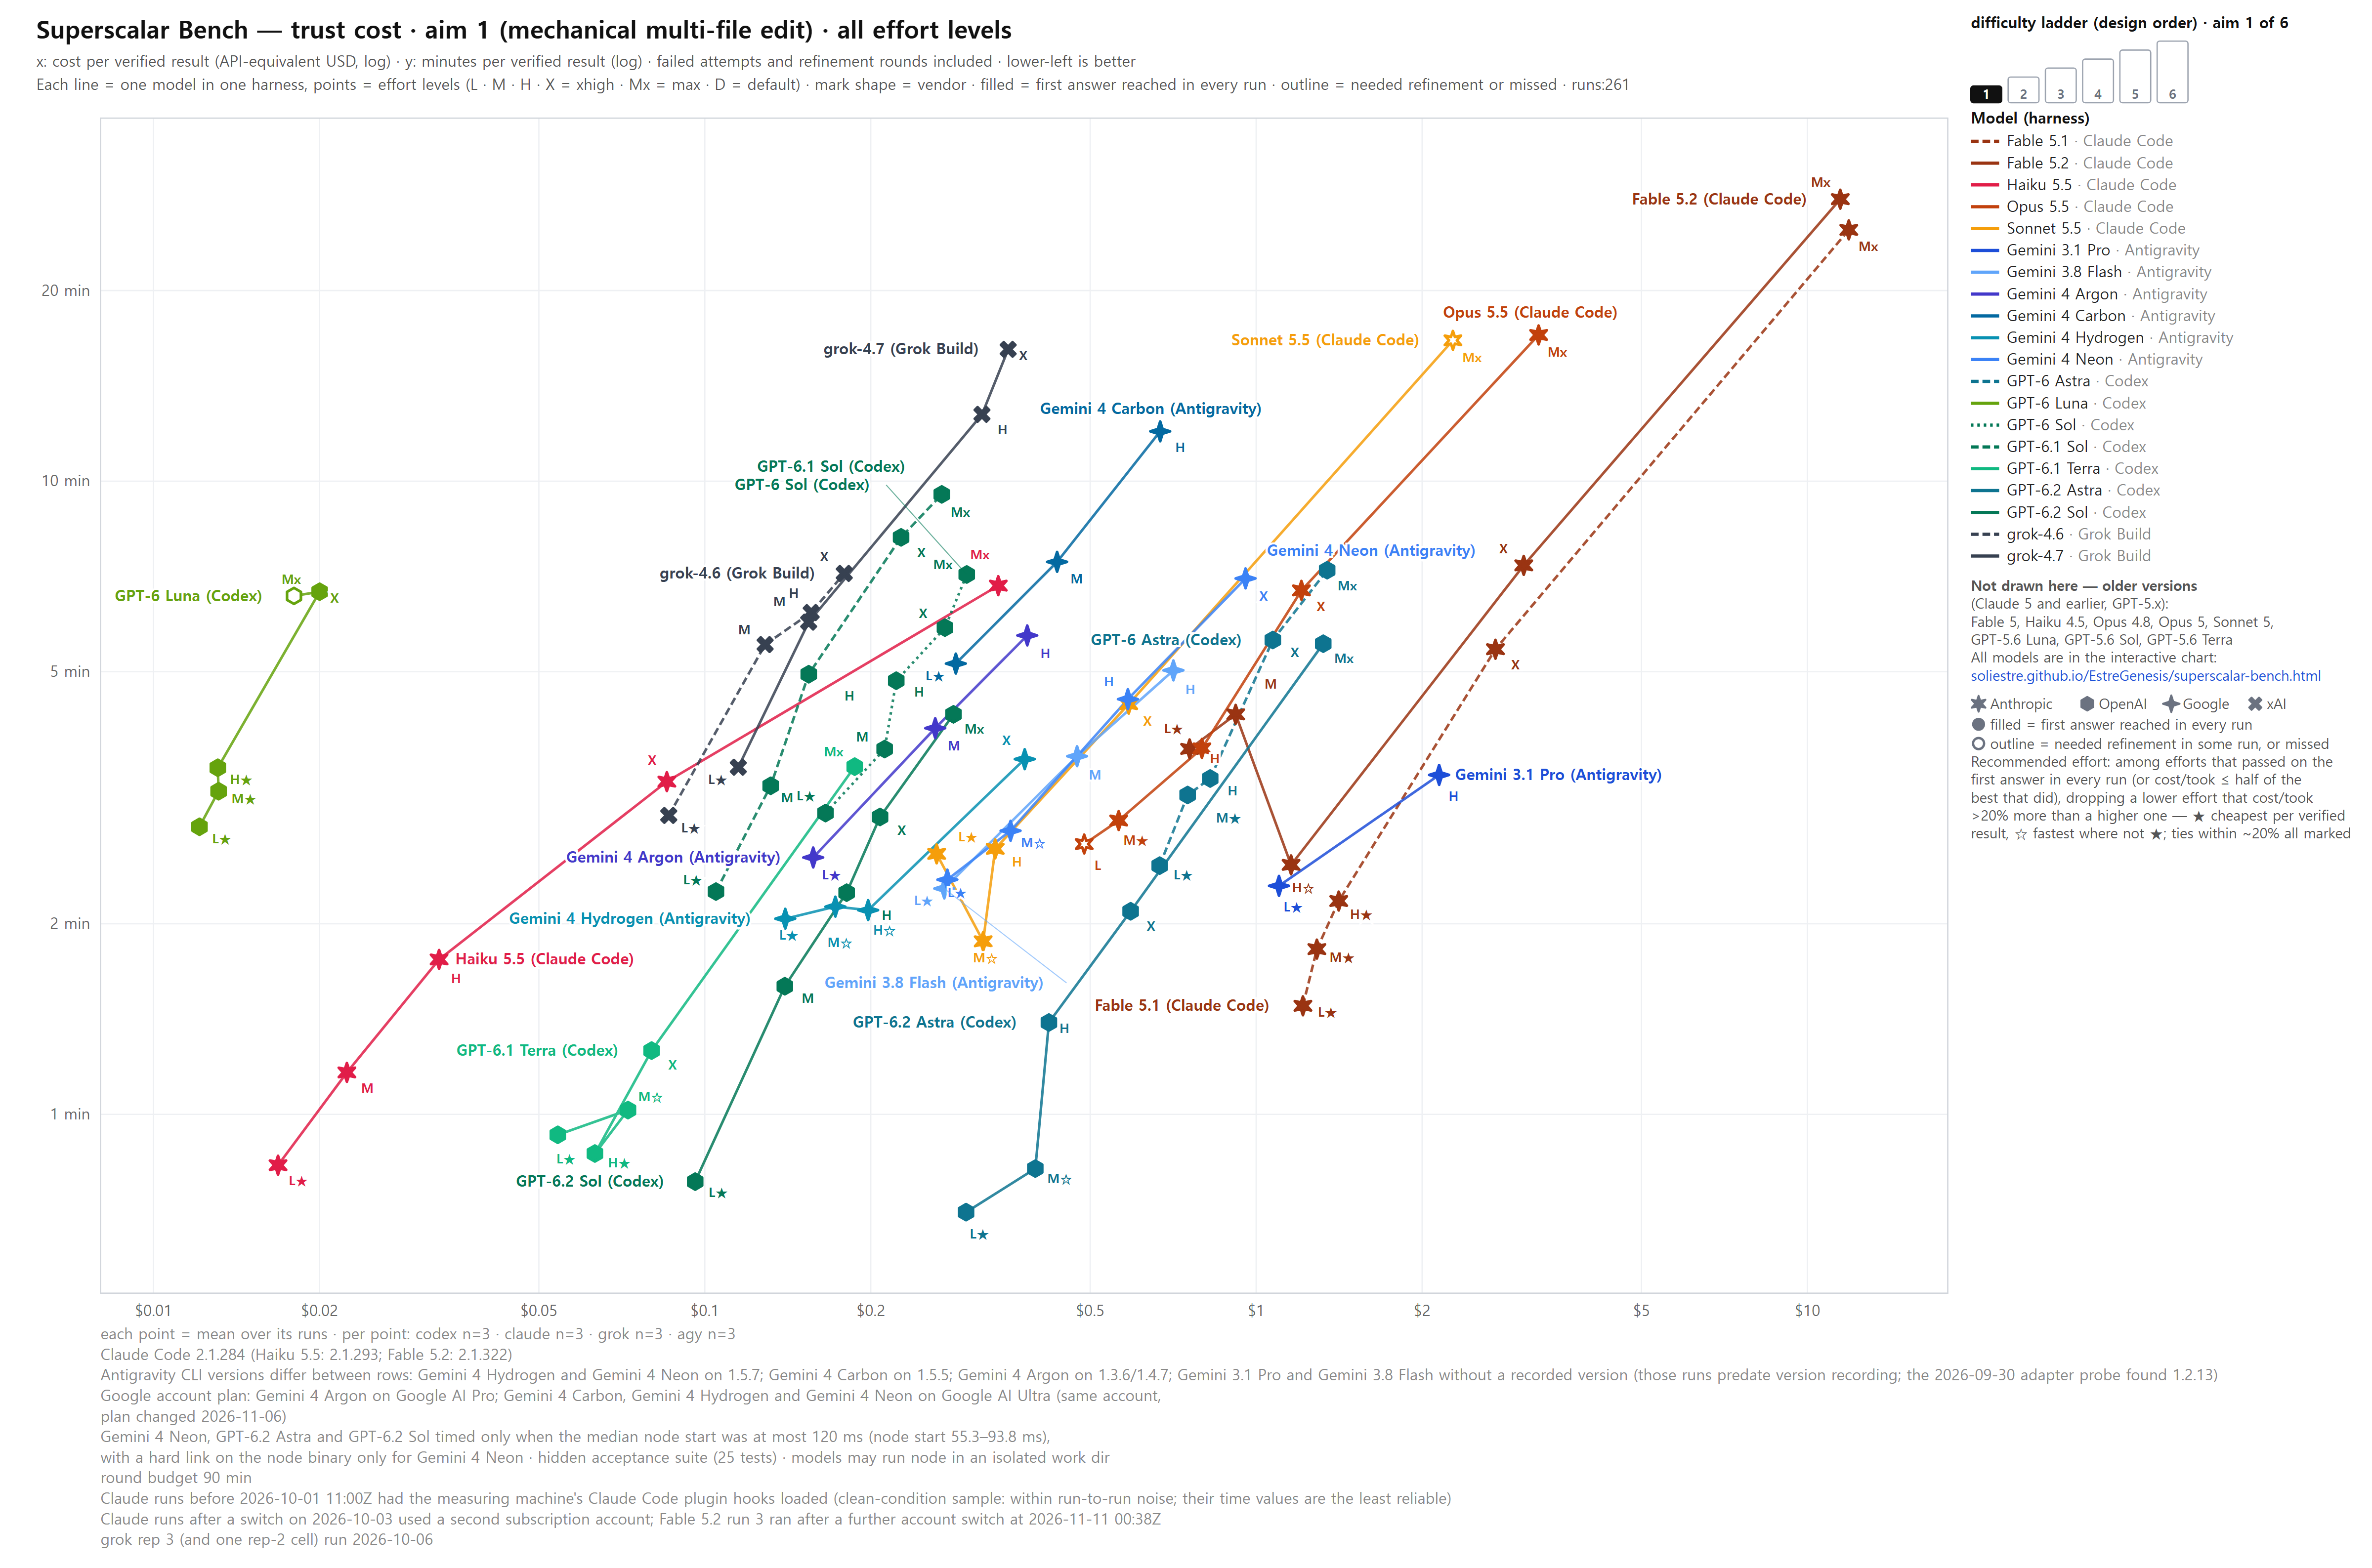 Superscalar Bench — trust cost · aim 1 (mechanical multi-file edit) · all effort levels
x: cost per verified result (API-equivalent USD, log) · y: minutes per verified result (log) · failed attempts and refinement rounds included · lower-left is better
Each line = one model in one harness, points = effort levels (L · M · H · X = xhigh · Mx = max · D = default) · mark shape = vendor · filled = first answer reached in every run · outline = needed refinement or missed · runs:261
difficulty ladder (design order) · aim 1 of 6
1 2 3 4 5 6
Model (harness)
Fable 5.1 · Claude Code
Fable 5.2 · Claude Code
Haiku 5.5 · Claude Code
Opus 5.5 · Claude Code
Sonnet 5.5 · Claude Code
Gemini 3.1 Pro · Antigravity
Gemini 3.8 Flash · Antigravity
Gemini 4 Argon · Antigravity
Gemini 4 Carbon · Antigravity
Gemini 4 Hydrogen · Antigravity
Gemini 4 Neon · Antigravity
GPT-6 Astra · Codex
GPT-6 Luna · Codex
GPT-6 Sol · Codex
GPT-6.1 Sol · Codex
GPT-6.1 Terra · Codex
GPT-6.2 Astra · Codex
GPT-6.2 Sol · Codex
grok-4.6 · Grok Build
grok-4.7 · Grok Build
Not drawn here — older versions
(Claude 5 and earlier, GPT-5.x):
Fable 5, Haiku 4.5, Opus 4.8, Opus 5, Sonnet 5,
GPT-5.6 Luna, GPT-5.6 Sol, GPT-5.6 Terra
All models are in the interactive chart:
soliestre.github.io/EstreGenesis/superscalar-bench.html
Anthropic OpenAI Google xAI
filled = first answer reached in every run
outline = needed refinement in some run, or missed
Recommended effort: among efforts that passed on the
first answer in every run (or cost/took ≤ half of the
best that did), dropping a lower effort that cost/took
>20% more than a higher one — ★ cheapest per verified
result, ☆ fastest where not ★; ties within ~20% all marked
20 min
10 min
5 min
2 min
1 min
Mx
Fable 5.2 (Claude Code)
Mx
Opus 5.5 (Claude Code)
Sonnet 5.5 (Claude Code)
Mx
Mx
grok-4.7 (Grok Build)
X
Gemini 4 Carbon (Antigravity)
H
H
GPT-6.1 Sol (Codex)
GPT-6 Sol (Codex)
Mx
X
Mx
Mx
X
grok-4.6 (Grok Build)
Gemini 4 Neon (Antigravity)
X
M
Mx
X
X
Mx
GPT-6 Luna (Codex)
X
M
H
M
X
GPT-6 Astra (Codex)
X
Mx
H
X
L★
H
H
H
H
M
M
Mx
M
X
L★
H
Mx
X
M
X
L★
H★
M★
L★
M
L★
L★
X
H
M★
Gemini 3.1 Pro (Antigravity)
H
L★
M☆
H
M★
L
L★
Gemini 4 Argon (Antigravity)
L★
L★
L★
L★
H☆
L★
H★
Gemini 4 Hydrogen (Antigravity)
L★
M☆
H
H☆
X
M☆
M★
Haiku 5.5 (Claude Code)
H
Gemini 3.8 Flash (Antigravity)
M
Fable 5.1 (Claude Code)
L★
GPT-6.2 Astra (Codex)
H
GPT-6.1 Terra (Codex)
X
M
M☆
L★
H★
L★
GPT-6.2 Sol (Codex)
L★
M☆
L★
$0.01 $0.02 $0.05 $0.1 $0.2 $0.5 $1 $2 $5 $10
each point = mean over its runs · per point: codex n=3 · claude n=3 · grok n=3 · agy n=3
Claude Code 2.1.284 (Haiku 5.5: 2.1.293; Fable 5.2: 2.1.322)
Antigravity CLI versions differ between rows: Gemini 4 Hydrogen and Gemini 4 Neon on 1.5.7; Gemini 4 Carbon on 1.5.5; Gemini 4 Argon on 1.3.6/1.4.7; Gemini 3.1 Pro and Gemini 3.8 Flash without a recorded version (those runs predate version recording; the 2026-09-30 adapter probe found 1.2.13)
Google account plan: Gemini 4 Argon on Google AI Pro; Gemini 4 Carbon, Gemini 4 Hydrogen and Gemini 4 Neon on Google AI Ultra (same account,
plan changed 2026-11-06)
Gemini 4 Neon, GPT-6.2 Astra and GPT-6.2 Sol timed only when the median node start was at most 120 ms (node start 55.3–93.8 ms),
with a hard link on the node binary only for Gemini 4 Neon · hidden acceptance suite (25 tests) · models may run node in an isolated work dir
round budget 90 min
Claude runs before 2026-10-01 11:00Z had the measuring machine's Claude Code plugin hooks loaded (clean-condition sample: within run-to-run noise; their time values are the least reliable)
Claude runs after a switch on 2026-10-03 used a second subscription account; Fable 5.2 run 3 ran after a further account switch at 2026-11-11 00:38Z
grok rep 3 (and one rep-2 cell) run 2026-10-06